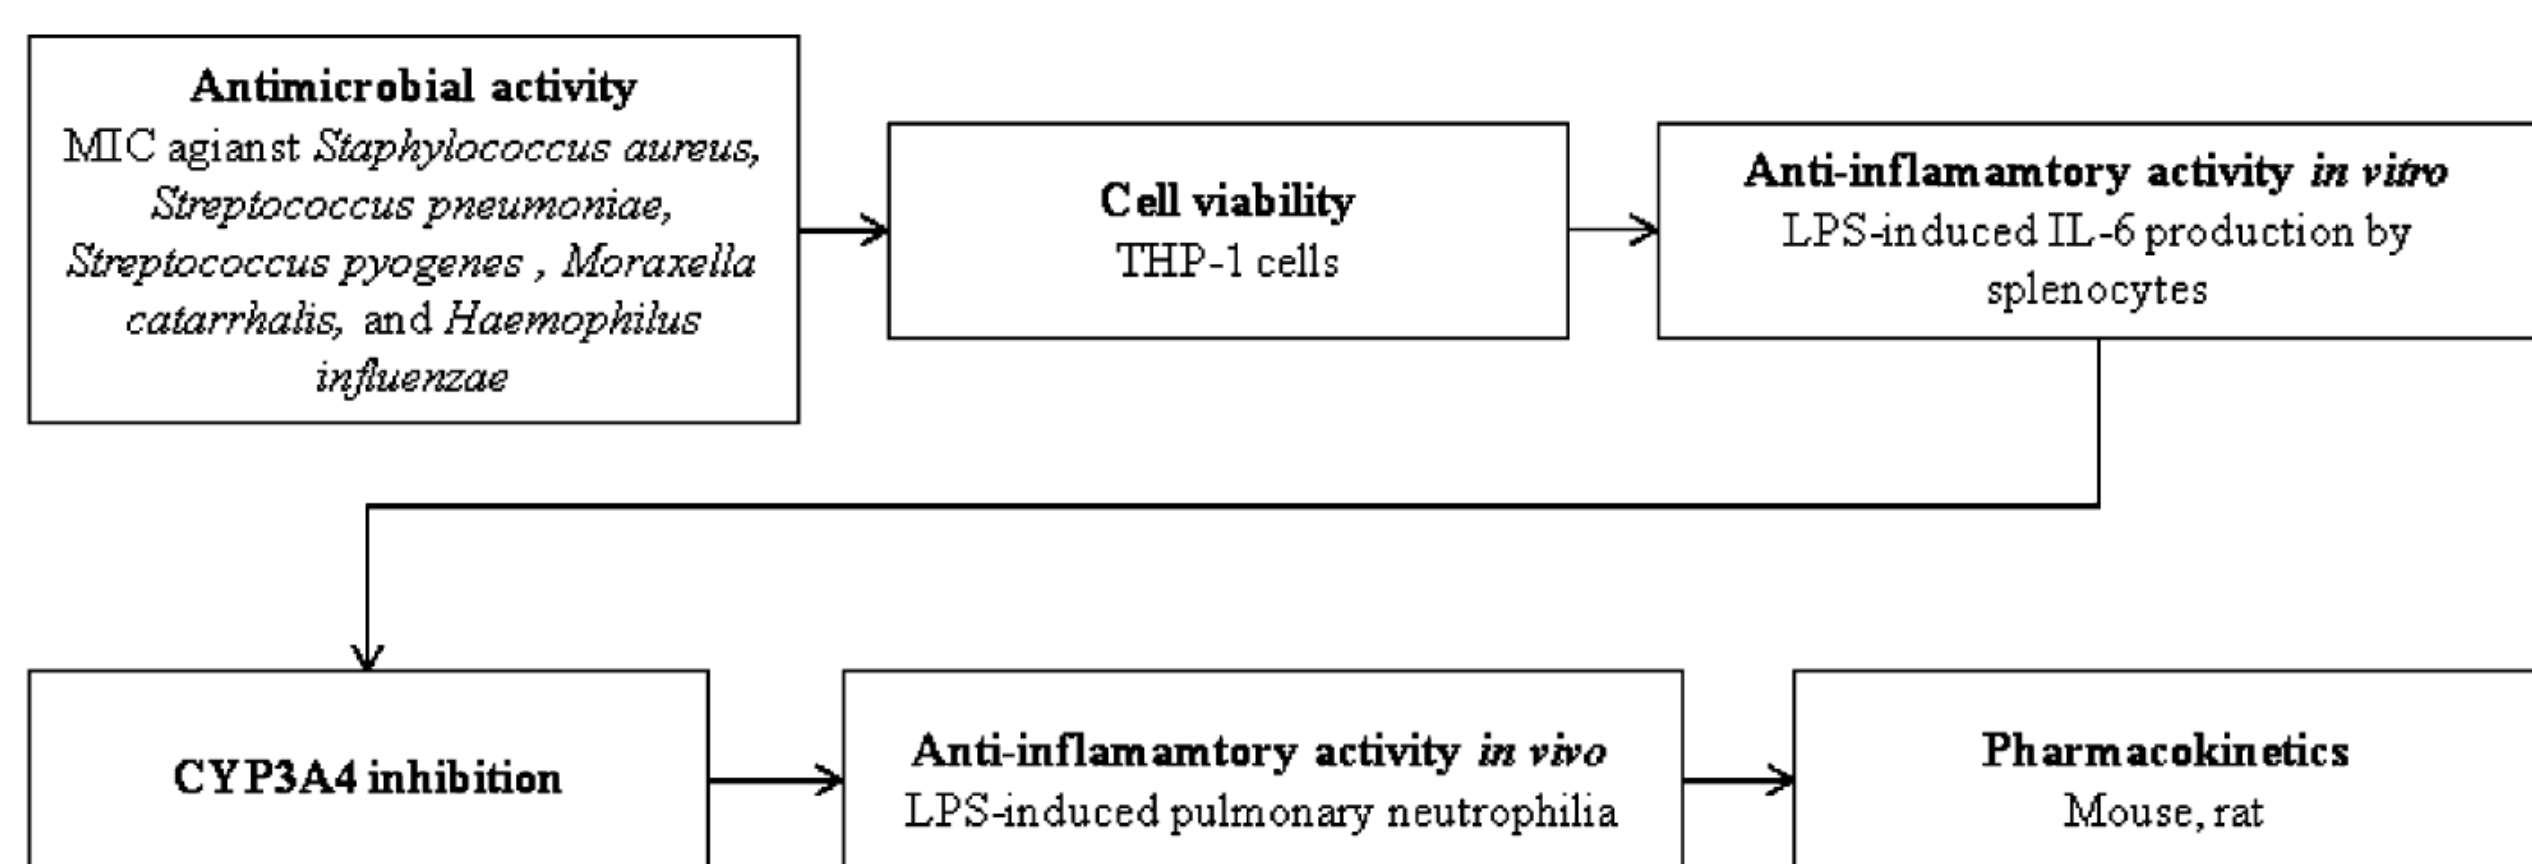 Antimicrobial activity
MIC agianst Staphylococcus aureus,
Streptococcus pneumoniae,
Streptococcus pyogenes , Moraxella
catarrhalis, and Haemophilus
influenzae
Cell viability
THP-1 cells
Anti-inflamamtory activity in vitro
LPS-induced IL-6 production by
splenocytes
CYP3A4 inhibition
Anti-inflamamtory activity in vivo
LPS-induced pulmonary neutrophilia
Pharmacokinetics
Mouse, rat